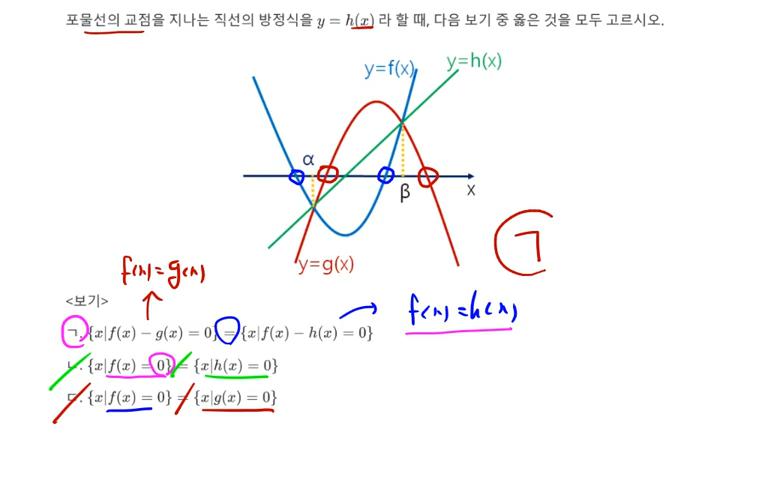 포물선의 교점을 지나는 직선의 방정식을 y = h(x) 라 할 때, 다음 보기 중 옳은 것을 모두 고르시오.
y=f(x)
y=h(x)
α
β
x
y=g(x)
ㄱ
f(x)=g(x)
<보기>
f(x)=h(x)
ㄱ. {x|f(x) − g(x) = 0} = {x|f(x) − h(x) = 0}
ㄴ. {x|f(x) = 0} = {x|h(x) = 0}
ㄷ. {x|f(x) = 0} = {x|g(x) = 0}